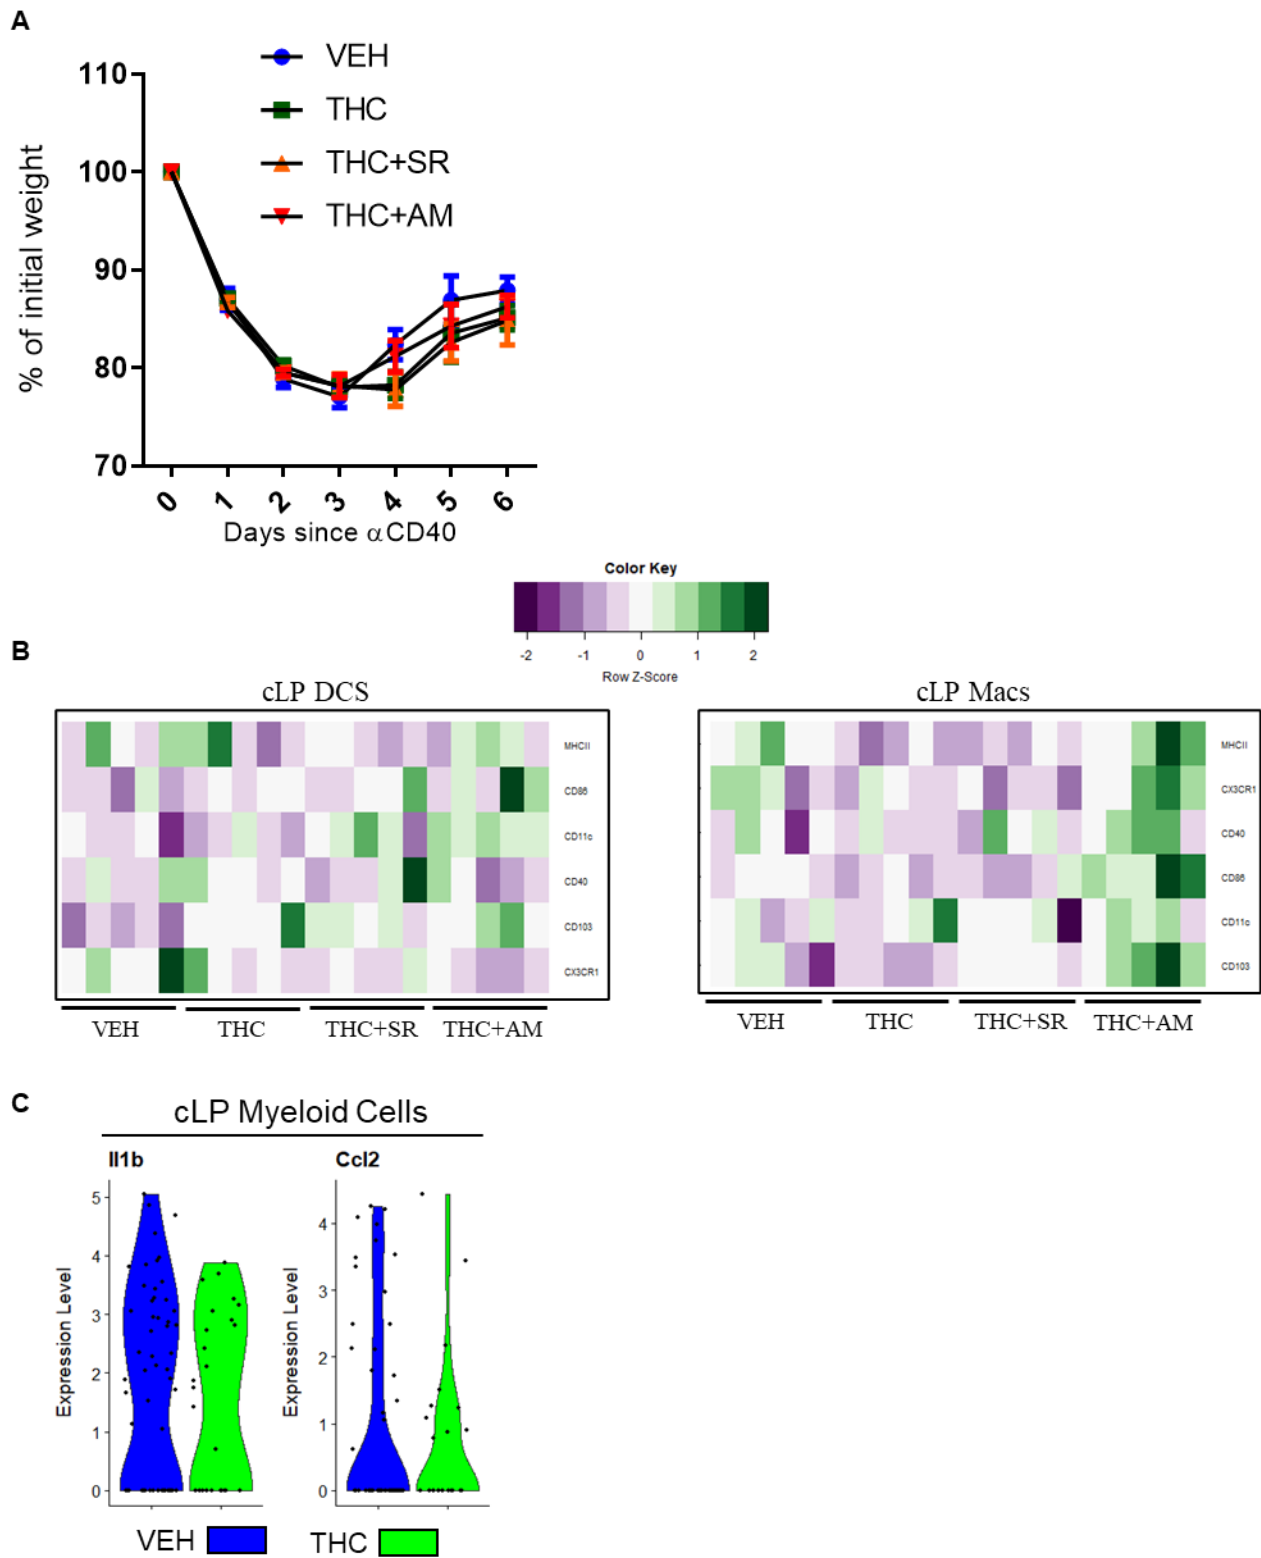 A
VEH
THC
THC+SR
THC+AM
110
100
90
80
70
% of initial weight
0 1 2 3 4 5 6
Days since αCD40
Color Key
-2 -1 0 1 2
Row Z-Score
B
cLP DCS
MHCII
CD86
CD11c
CD40
CD103
CX3CR1
VEH THC THC+SR THC+AM
cLP Macs
MHCII
CX3CR1
CD40
CD86
CD11c
CD103
VEH THC THC+SR THC+AM
C
cLP Myeloid Cells
Il1b
Expression Level
5
4
3
2
1
0
Ccl2
Expression Level
4
3
2
1
0
VEH THC